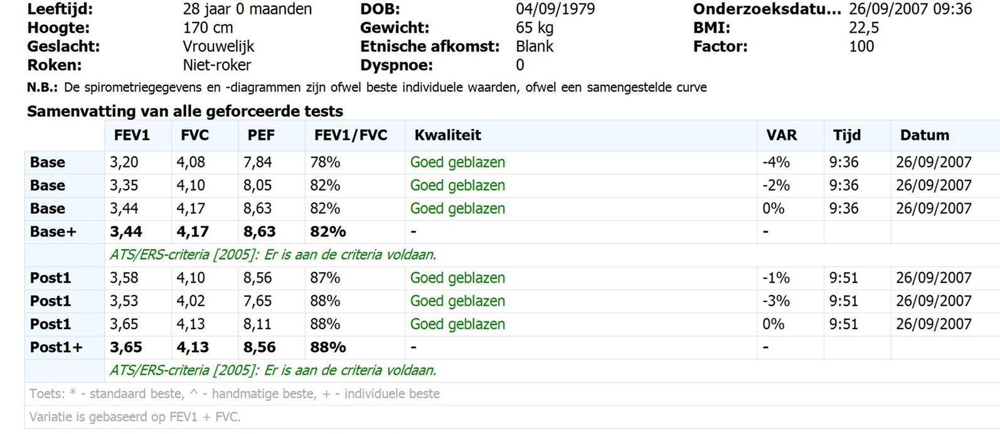 Leeftijd: 28 jaar 0 maanden DOB: 04/09/1979 Onderzoeksdatu... 26/09/2007 09:36
Hoogte: 170 cm Gewicht: 65 kg BMI: 22,5
Geslacht: Vrouwelijk Etnische afkomst: Blank Factor: 100
Roken: Niet-roker Dyspnoe: 0
N.B.: De spirometriegegevens en -diagrammen zijn ofwel beste individuele waarden, ofwel een samengestelde curve
Samenvatting van alle geforceerde tests
FEV1 FVC PEF FEV1/FVC Kwaliteit VAR Tijd Datum
Base 3,20 4,08 7,84 78% Goed geblazen -4% 9:36 26/09/2007
Base 3,35 4,10 8,05 82% Goed geblazen -2% 9:36 26/09/2007
Base 3,44 4,17 8,63 82% Goed geblazen 0% 9:36 26/09/2007
Base+ 3,44 4,17 8,63 82% - -
ATS/ERS-criteria [2005]: Er is aan de criteria voldaan.
Post1 3,58 4,10 8,56 87% Goed geblazen -1% 9:51 26/09/2007
Post1 3,53 4,02 7,65 88% Goed geblazen -3% 9:51 26/09/2007
Post1 3,65 4,13 8,11 88% Goed geblazen 0% 9:51 26/09/2007
Post1+ 3,65 4,13 8,56 88% - -
ATS/ERS-criteria [2005]: Er is aan de criteria voldaan.
Toets: * - standaard beste, ^ - handmatige beste, + - individuele beste
Variatie is gebaseerd op FEV1 + FVC.